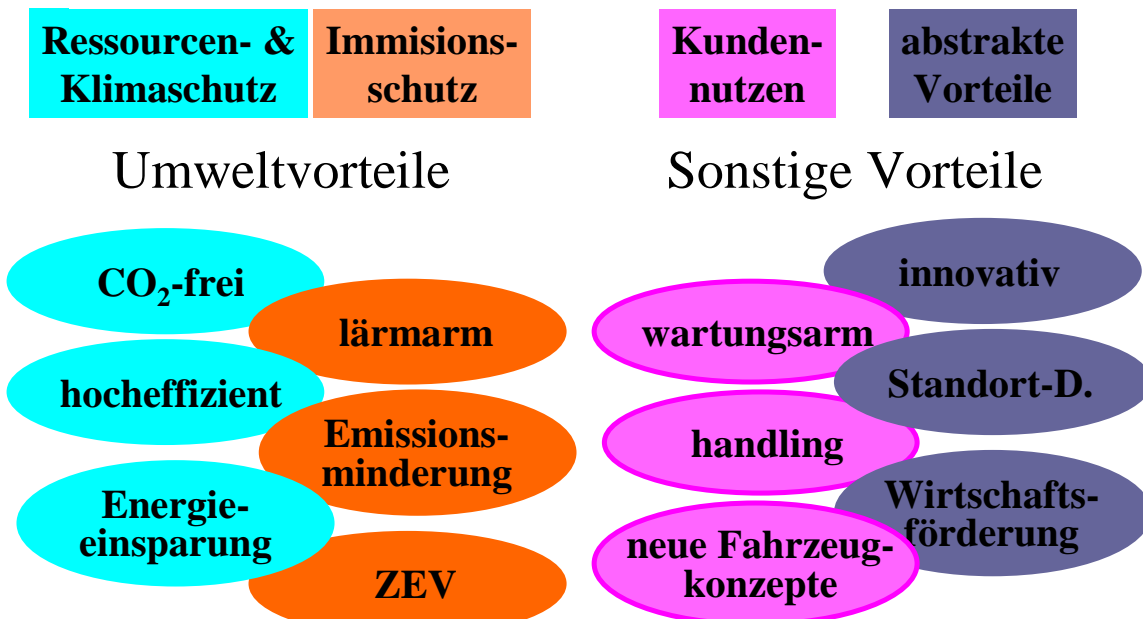 Ressourcen- &
Klimaschutz
Immisions-
schutz
Kunden-
nutzen
abstrakte
Vorteile
Umweltvorteile
Sonstige Vorteile
CO₂-frei
lärmarm
hocheffizient
Emissions-
minderung
Energie-
einsparung
ZEV
innovativ
wartungsarm
Standort-D.
handling
Wirtschafts-
förderung
neue Fahrzeug-
konzepte